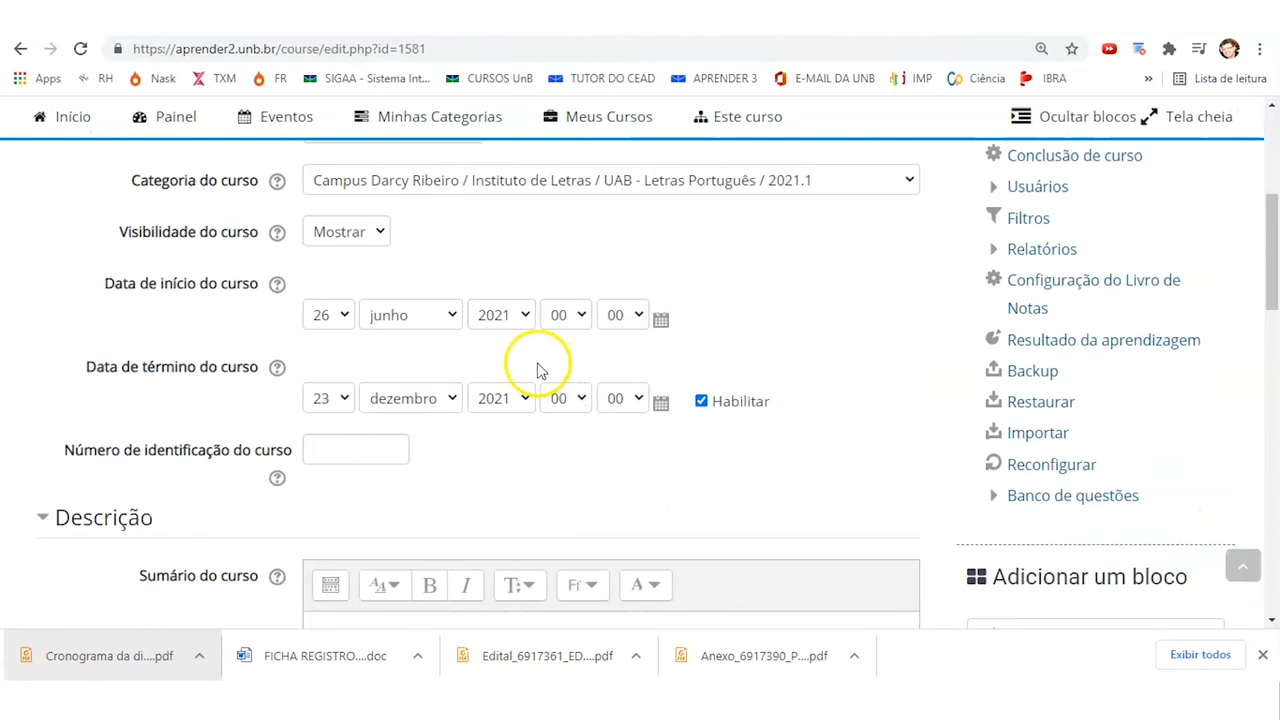 https://aprender2.unb.br/course/edit.php?id=1581
Apps RH Nask TXM FR SIGAA - Sistema Int... CURSOS UnB TUTOR DO CEAD APRENDER 3 E-MAIL DA UNB IMP Ciência IBRA » Lista de leitura
Início Painel Eventos Minhas Categorias Meus Cursos Este curso Ocultar blocos Tela cheia
Conclusão de curso
Categoria do curso ? Campus Darcy Ribeiro / Instituto de Letras / UAB - Letras Português / 2021.1
Usuários
Filtros
Visibilidade do curso ? Mostrar
Relatórios
Data de início do curso ?
Configuração do Livro de
Notas
26 junho 2021 00 00
Resultado da aprendizagem
Data de término do curso ?
Backup
23 dezembro 2021 00 00 Habilitar
Restaurar
Importar
Número de identificação do curso
?
Reconfigurar
Banco de questões
Descrição
Sumário do curso ?
B I T Ff A
Adicionar um bloco
Cronograma da di....pdf FICHA REGISTRO....doc Edital_6917361_ED....pdf Anexo_6917390_P....pdf Exibir todos